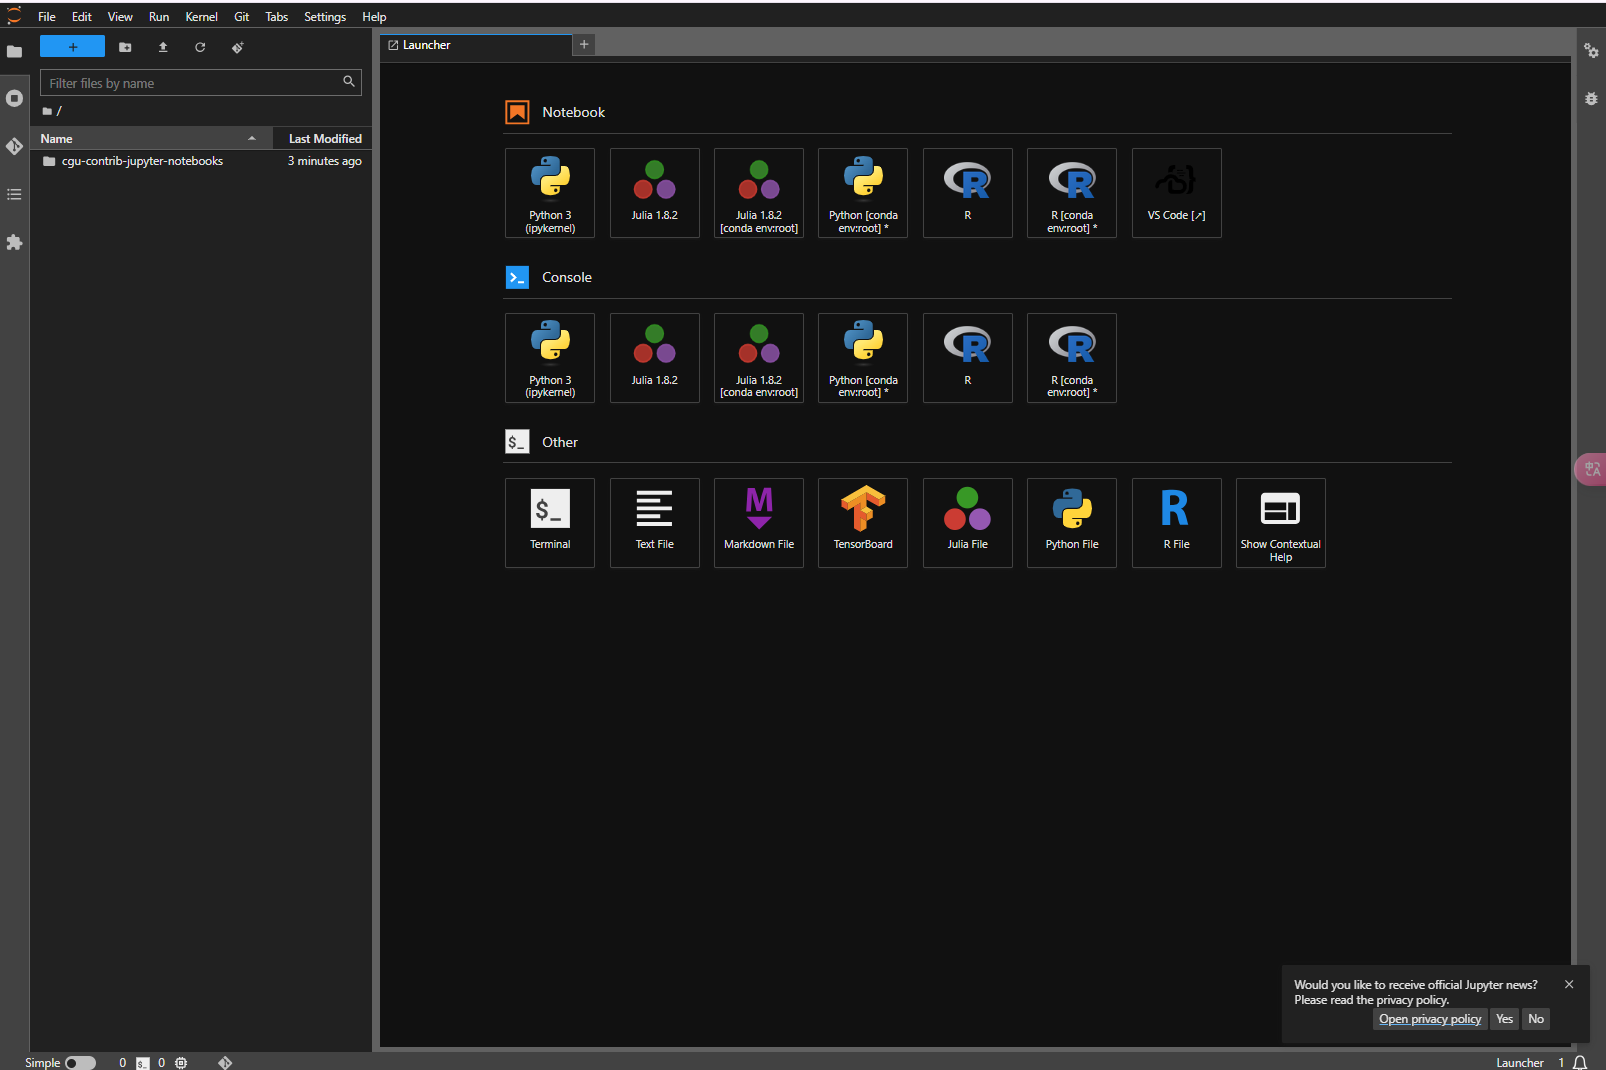 File Edit View Run Kernel Git Tabs Settings Help
+
Filter files by name
/
Name Last Modified
cgu-contrib-jupyter-notebooks 3 minutes ago
Launcher +
Notebook
Python 3
(ipykernel)
Julia 1.8.2
Julia 1.8.2
[conda env:root]
Python [conda
env:root] *
R
R [conda
env:root] *
VS Code [↗]
Console
Python 3
(ipykernel)
Julia 1.8.2
Julia 1.8.2
[conda env:root]
Python [conda
env:root] *
R
R [conda
env:root] *
$_ Other
$_
Terminal
Text File
M
Markdown File
TensorBoard
Julia File
Python File
R
R File
Show Contextual
Help
中A
Would you like to receive official Jupyter news?
Please read the privacy policy.
Open privacy policy Yes No
Simple 0 $_ 0 Launcher 1